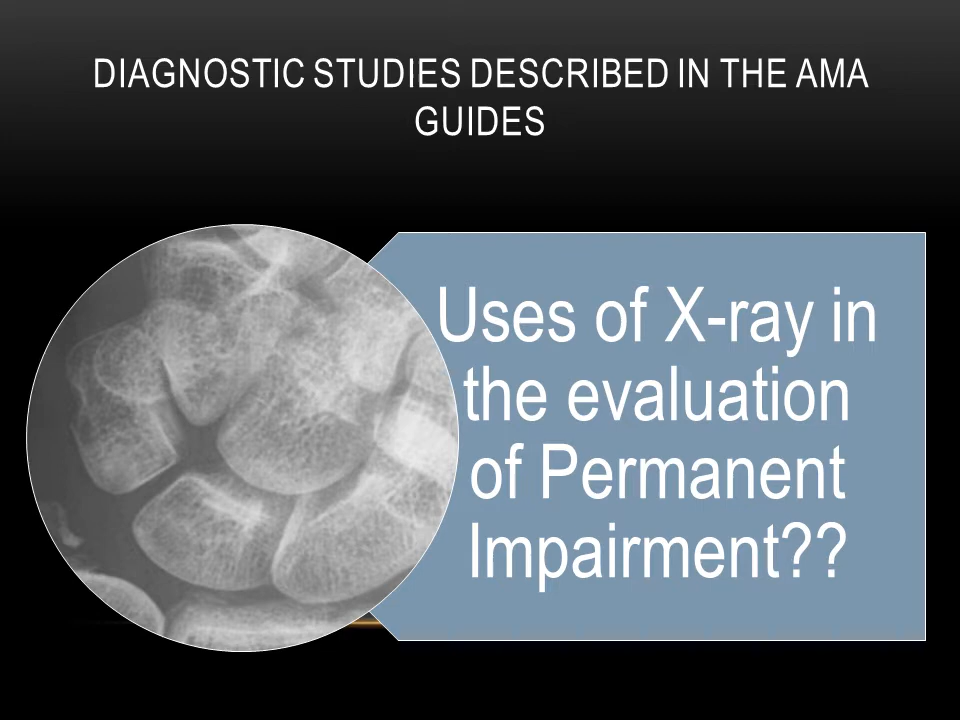 DIAGNOSTIC STUDIES DESCRIBED IN THE AMA
GUIDES
Uses of X-ray in
the evaluation
of Permanent
Impairment??